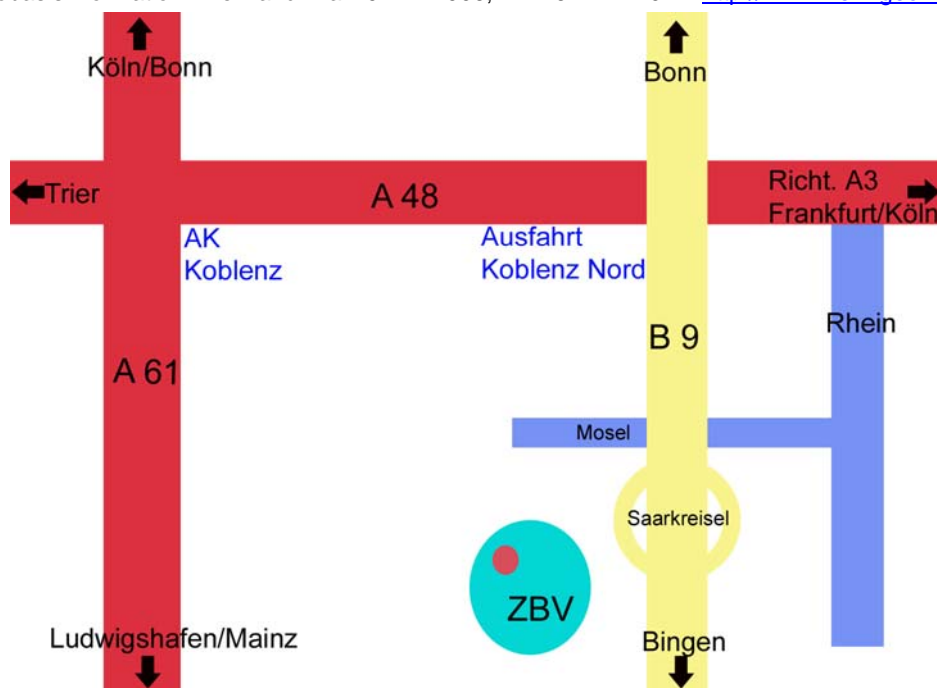 Köln/Bonn
Bonn
Trier
A 48
Richt. A3
Frankfurt/Köln
AK
Koblenz
Ausfahrt
Koblenz Nord
Rhein
B 9
A 61
Mosel
Saarkreisel
ZBV
Ludwigshafen/Mainz
Bingen